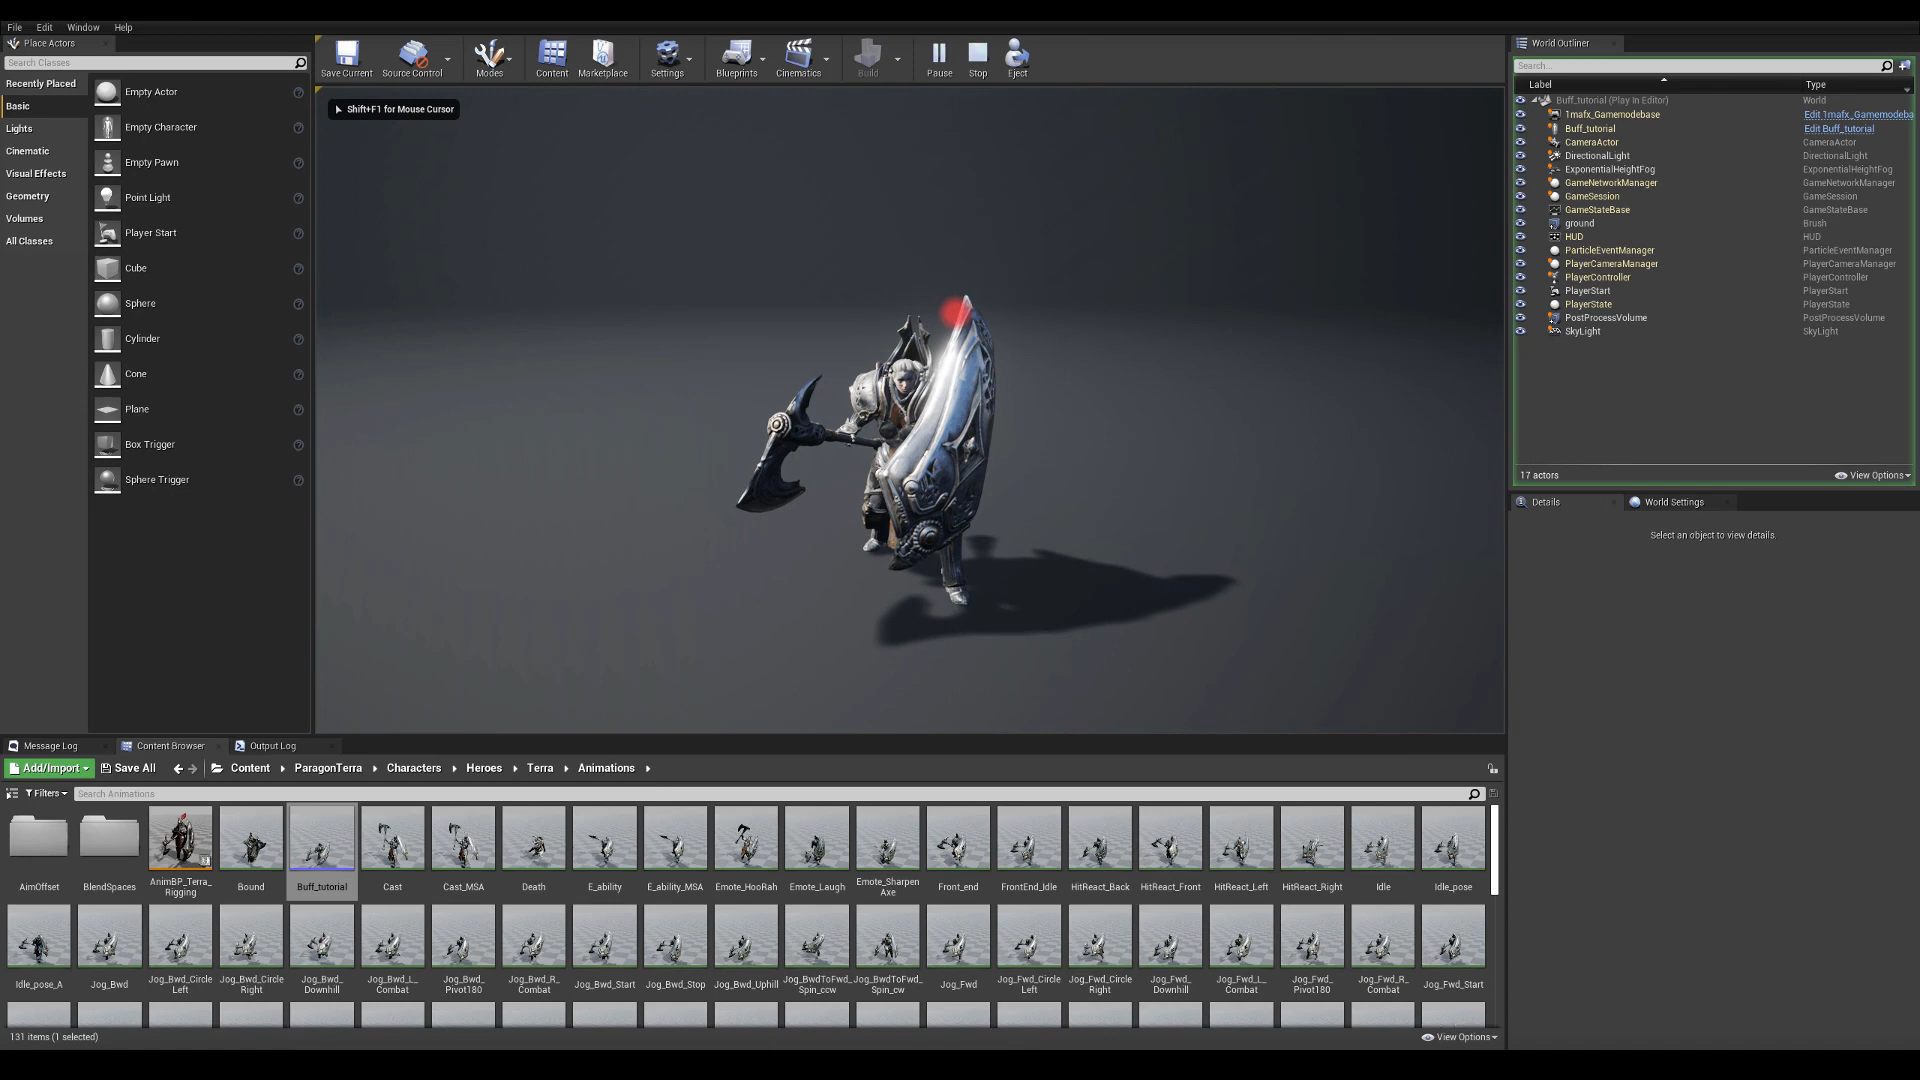 File Edit Window Help
Place Actors
Search Classes
Recently Placed
Basic
Lights
Cinematic
Visual Effects
Geometry
Volumes
All Classes
Empty Actor
Empty Character
Empty Pawn
Point Light
Player Start
Cube
Sphere
Cylinder
Cone
Plane
Box Trigger
Sphere Trigger
Save Current Source Control Modes Content Marketplace Settings Blueprints Cinematics Build Pause Stop Eject
Shift+F1 for Mouse Cursor
World Outliner
Search...
Label Type
Buff_tutorial (Play In Editor) World
1mafx_Gamemodebase Edit 1mafx_Gamemodeba
Buff_tutorial Edit Buff_tutorial
CameraActor CameraActor
DirectionalLight DirectionalLight
ExponentialHeightFog ExponentialHeightFog
GameNetworkManager GameNetworkManager
GameSession GameSession
GameStateBase GameStateBase
ground Brush
HUD HUD
ParticleEventManager ParticleEventManager
PlayerCameraManager PlayerCameraManager
PlayerController PlayerController
PlayerStart PlayerStart
PlayerState PlayerState
PostProcessVolume PostProcessVolume
SkyLight SkyLight
17 actors View Options
Details World Settings
Select an object to view details.
Message Log Content Browser Output Log
Add/Import Save All Content ParagonTerra Characters Heroes Terra Animations
Filters Search Animations
AimOffset BlendSpaces AnimBP_Terra_ Bound Buff_tutorial Cast Cast_MSA Death E_ability E_ability_MSA Emote_HooRah Emote_Laugh Emote_Sharpen Front_end FrontEnd_Idle HitReact_Back HitReact_Front HitReact_Left HitReact_Right Idle Idle_pose
Rigging Axe
Idle_pose_A Jog_Bwd Jog_Bwd_Circle Jog_Bwd_Circle Jog_Bwd_ Jog_Bwd_L_ Jog_Bwd_ Jog_Bwd_R_ Jog_Bwd_Start Jog_Bwd_Stop Jog_Bwd_Uphill Jog_BwdToFwd_ Jog_BwdToFwd_ Jog_Fwd Jog_Fwd_Circle Jog_Fwd_Circle Jog_Fwd_ Jog_Fwd_L_ Jog_Fwd_ Jog_Fwd_R_ Jog_Fwd_Start
Left Right Downhill Combat Pivot180 Combat Spin_ccw Spin_cw Left Right Downhill Combat Pivot180 Combat
131 items (1 selected) View Options